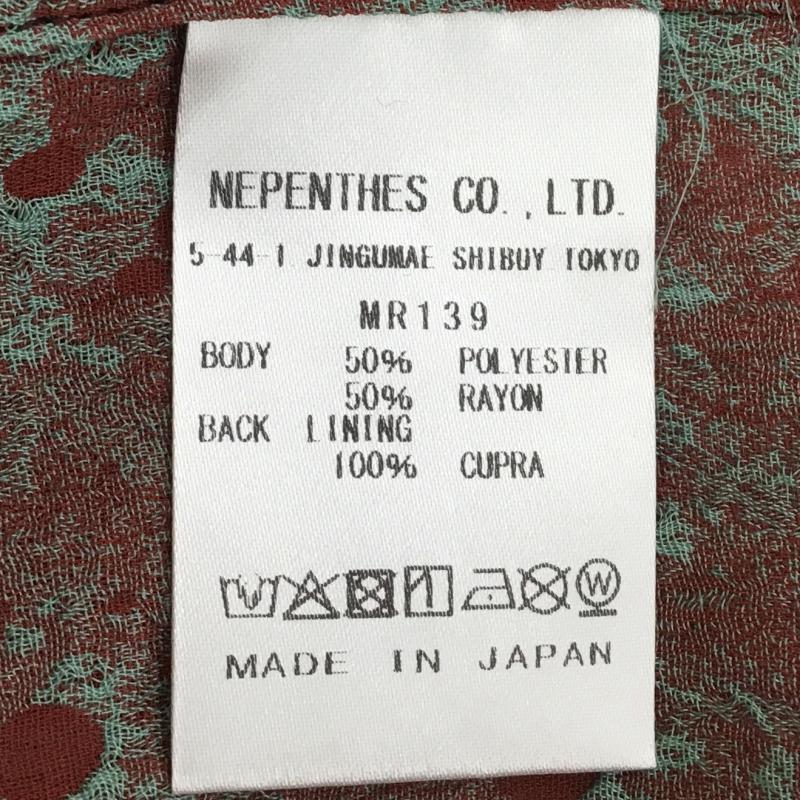 NEPENTHES CO.,LTD.
5-44-1 JINGUMAE SHIBUY TOKYO
MR139
BODY 50% POLYESTER
50% RAYON
BACK LINING
100% CUPRA
W
MADE IN JAPAN